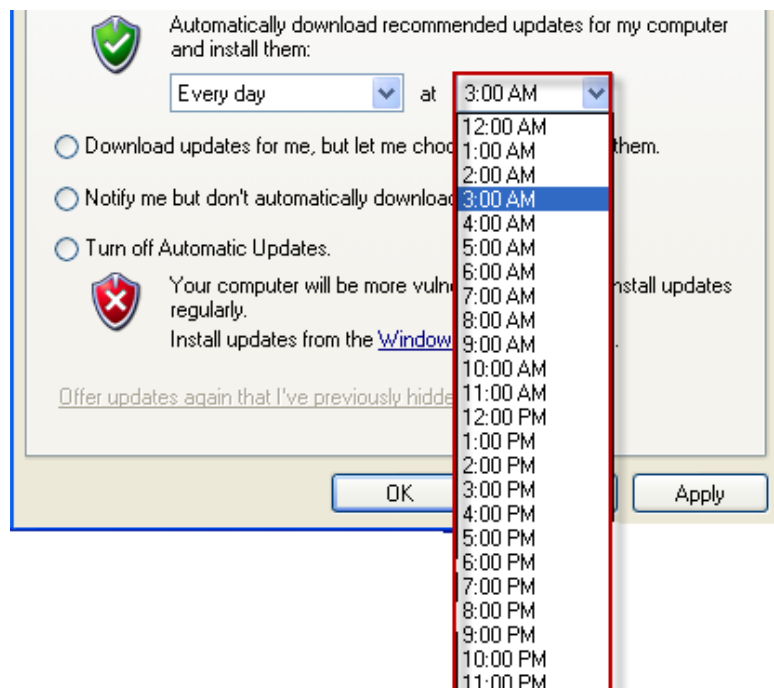 Automatically download recommended updates for my computer
and install them:
Every day at 3:00 AM
12:00 AM
1:00 AM
2:00 AM
3:00 AM
4:00 AM
5:00 AM
6:00 AM
7:00 AM
8:00 AM
9:00 AM
10:00 AM
11:00 AM
12:00 PM
1:00 PM
2:00 PM
3:00 PM
4:00 PM
5:00 PM
6:00 PM
7:00 PM
8:00 PM
9:00 PM
10:00 PM
11:00 PM
Download updates for me, but let me them.
Notify me but don't automatically
Turn off Automatic Updates.
Your computer will be more install updates
regularly.
Install updates from the Window
Offer updates again that I've previously
OK Apply